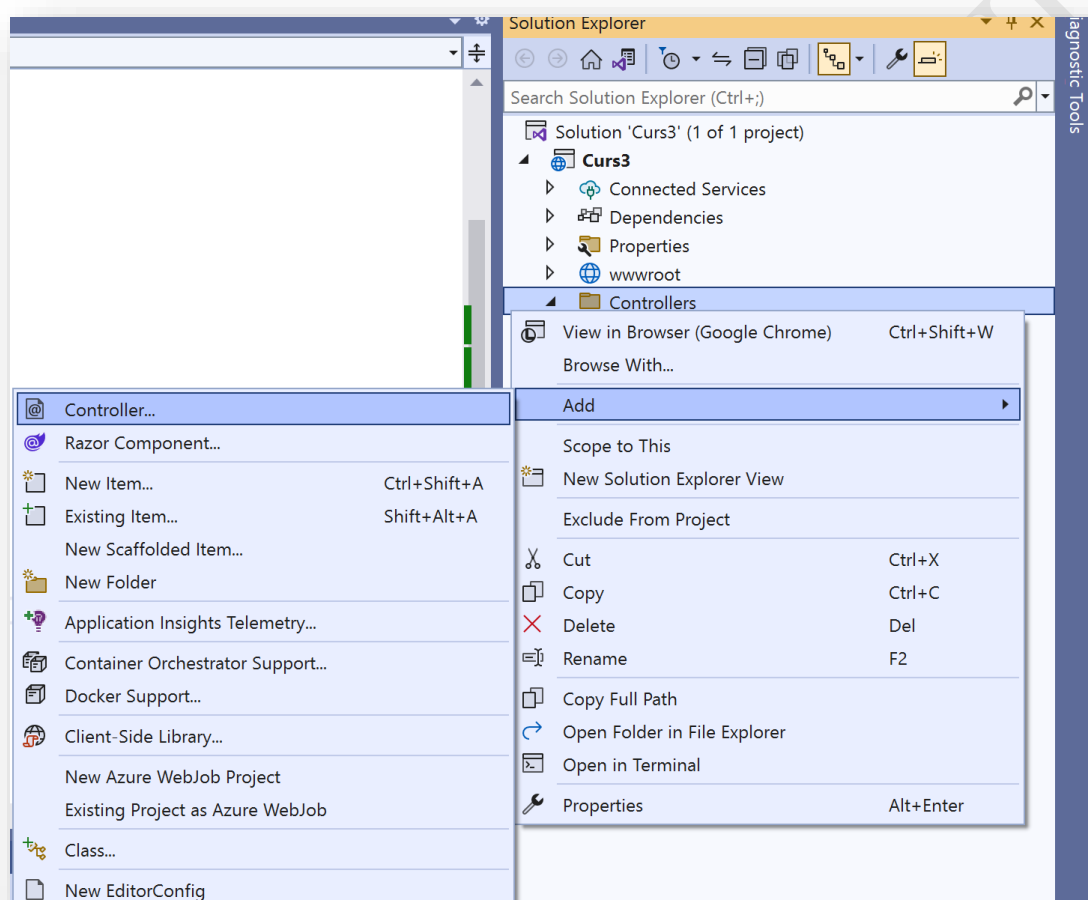 Solution Explorer
Search Solution Explorer (Ctrl+;)
Solution 'Curs3' (1 of 1 project)
Curs3
Connected Services
Dependencies
Properties
wwwroot
Controllers
View in Browser (Google Chrome) Ctrl+Shift+W
Browse With...
Add
Scope to This
New Solution Explorer View
Exclude From Project
Cut Ctrl+X
Copy Ctrl+C
Delete Del
Rename F2
Copy Full Path
Open Folder in File Explorer
Open in Terminal
Properties Alt+Enter
Controller...
Razor Component...
New Item... Ctrl+Shift+A
Existing Item... Shift+Alt+A
New Scaffolded Item...
New Folder
Application Insights Telemetry...
Container Orchestrator Support...
Docker Support...
Client-Side Library...
New Azure WebJob Project
Existing Project as Azure WebJob
Class...
New EditorConfig
iagnostic Tools